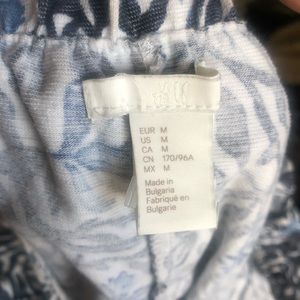 EUR M
US M
CA M
CN 170/96A
MX M
Made in
Bulgaria
Fabriqué en
Bulgarie